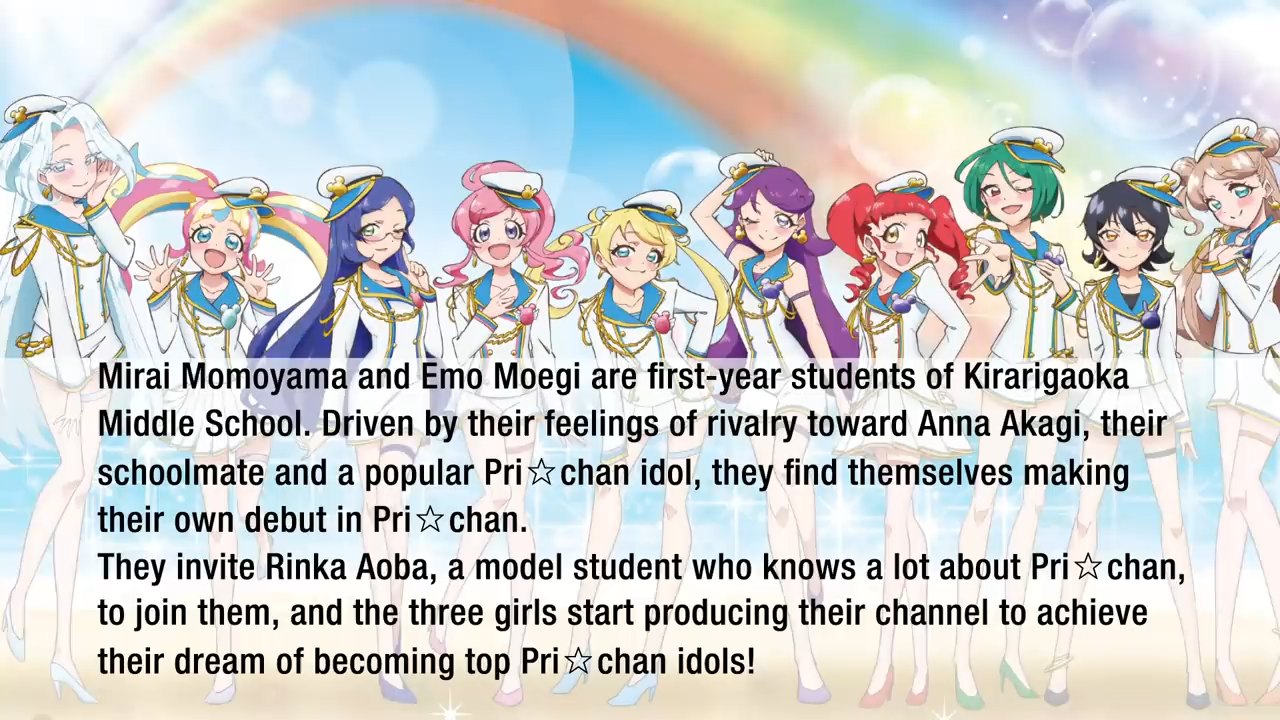 Mirai Momoyama and Emo Moegi are first-year students of Kirarigaoka
Middle School. Driven by their feelings of rivalry toward Anna Akagi, their
schoolmate and a popular Pri☆chan idol, they find themselves making
their own debut in Pri☆chan.
They invite Rinka Aoba, a model student who knows a lot about Pri☆chan,
to join them, and the three girls start producing their channel to achieve
their dream of becoming top Pri☆chan idols!